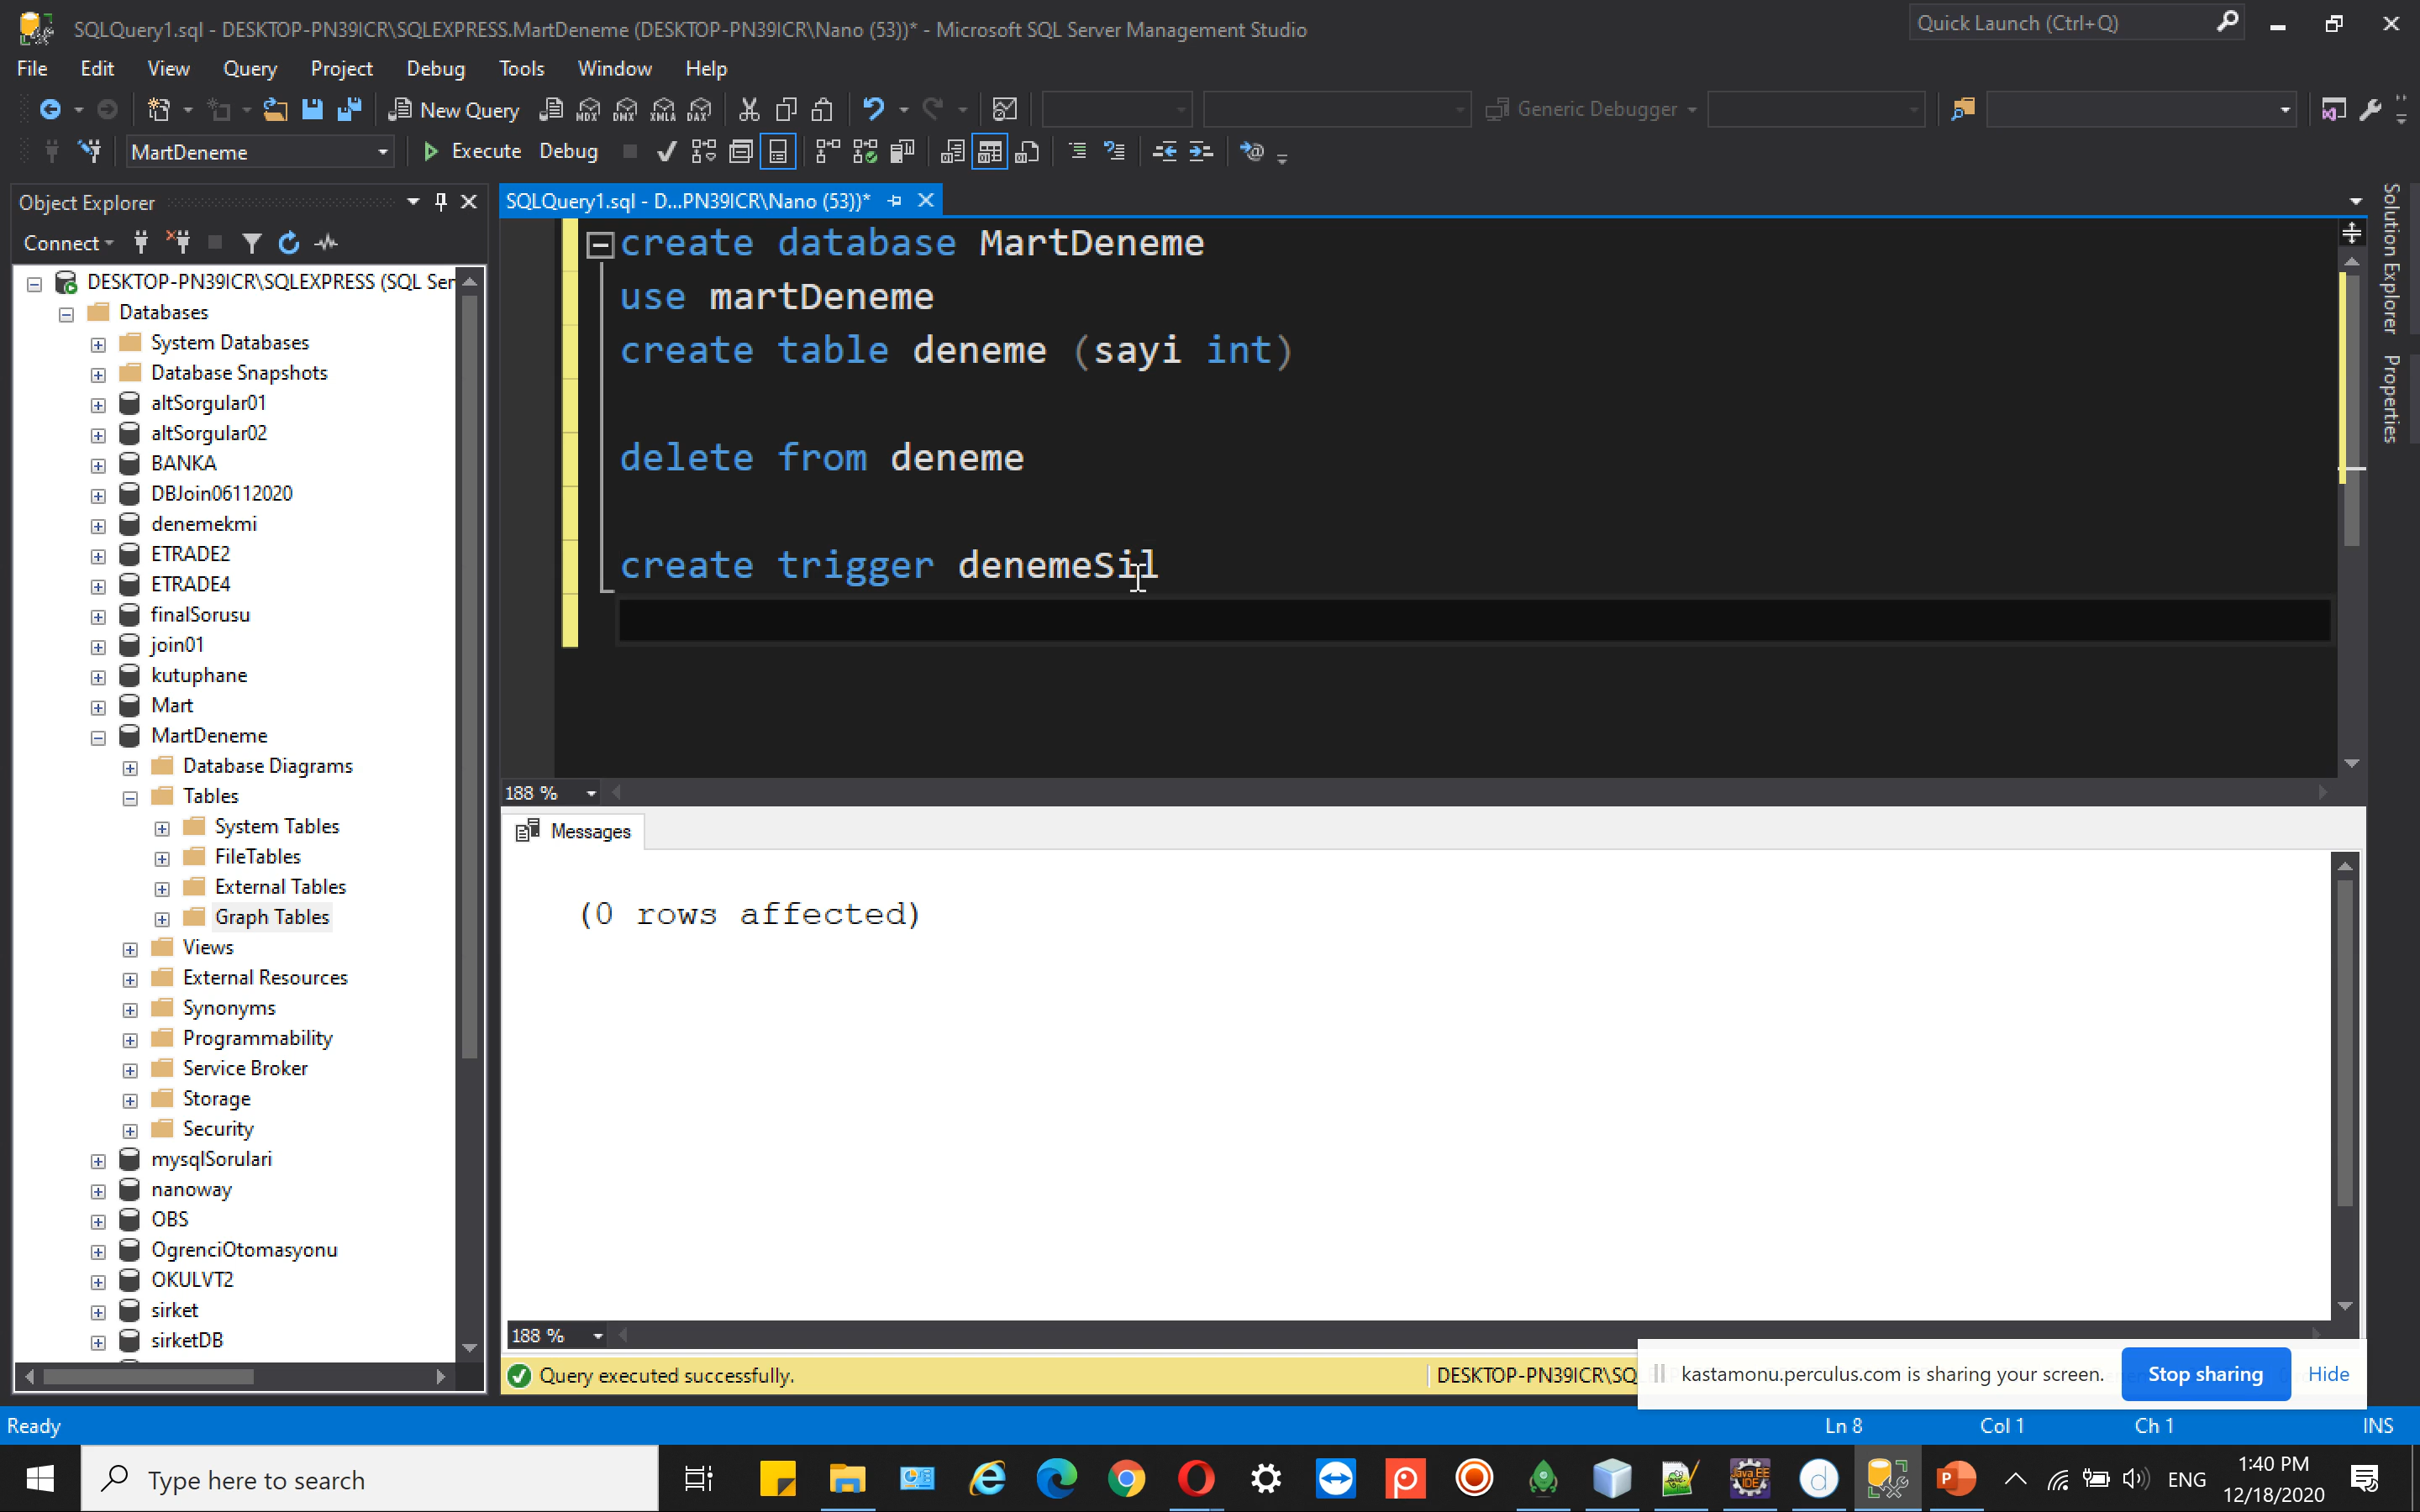 SQLQuery1.sql - DESKTOP-PN39ICR\SQLEXPRESS.MartDeneme (DESKTOP-PN39ICR\Nano (53))* - Microsoft SQL Server Management Studio
Quick Launch (Ctrl+Q)
File Edit View Query Project Debug Tools Window Help
New Query
MDX DMX XMLA DAX
Generic Debugger
MartDeneme
Execute Debug
Object Explorer
SQLQuery1.sql - D...PN39ICR\Nano (53))*
Connect
DESKTOP-PN39ICR\SQLEXPRESS (SQL Ser
Databases
System Databases
Database Snapshots
altSorgular01
altSorgular02
BANKA
DBJoin06112020
denemekmi
ETRADE2
ETRADE4
finalSorusu
join01
kutuphane
Mart
MartDeneme
Database Diagrams
Tables
System Tables
FileTables
External Tables
Graph Tables
Views
External Resources
Synonyms
Programmability
Service Broker
Storage
Security
mysqlSorulari
nanoway
OBS
OgrenciOtomasyonu
OKULVT2
sirket
sirketDB
create database MartDeneme
use martDeneme
create table deneme (sayi int)
delete from deneme
create trigger denemeSil
188 %
Messages
(0 rows affected)
188 %
Query executed successfully.
DESKTOP-PN39ICR\SQ
kastamonu.perculus.com is sharing your screen.
Stop sharing
Hide
Solution Explorer
Properties
Ready
Ln 8
Col 1
Ch 1
INS
Type here to search
Java EE
IDE
ENG
1:40 PM
12/18/2020